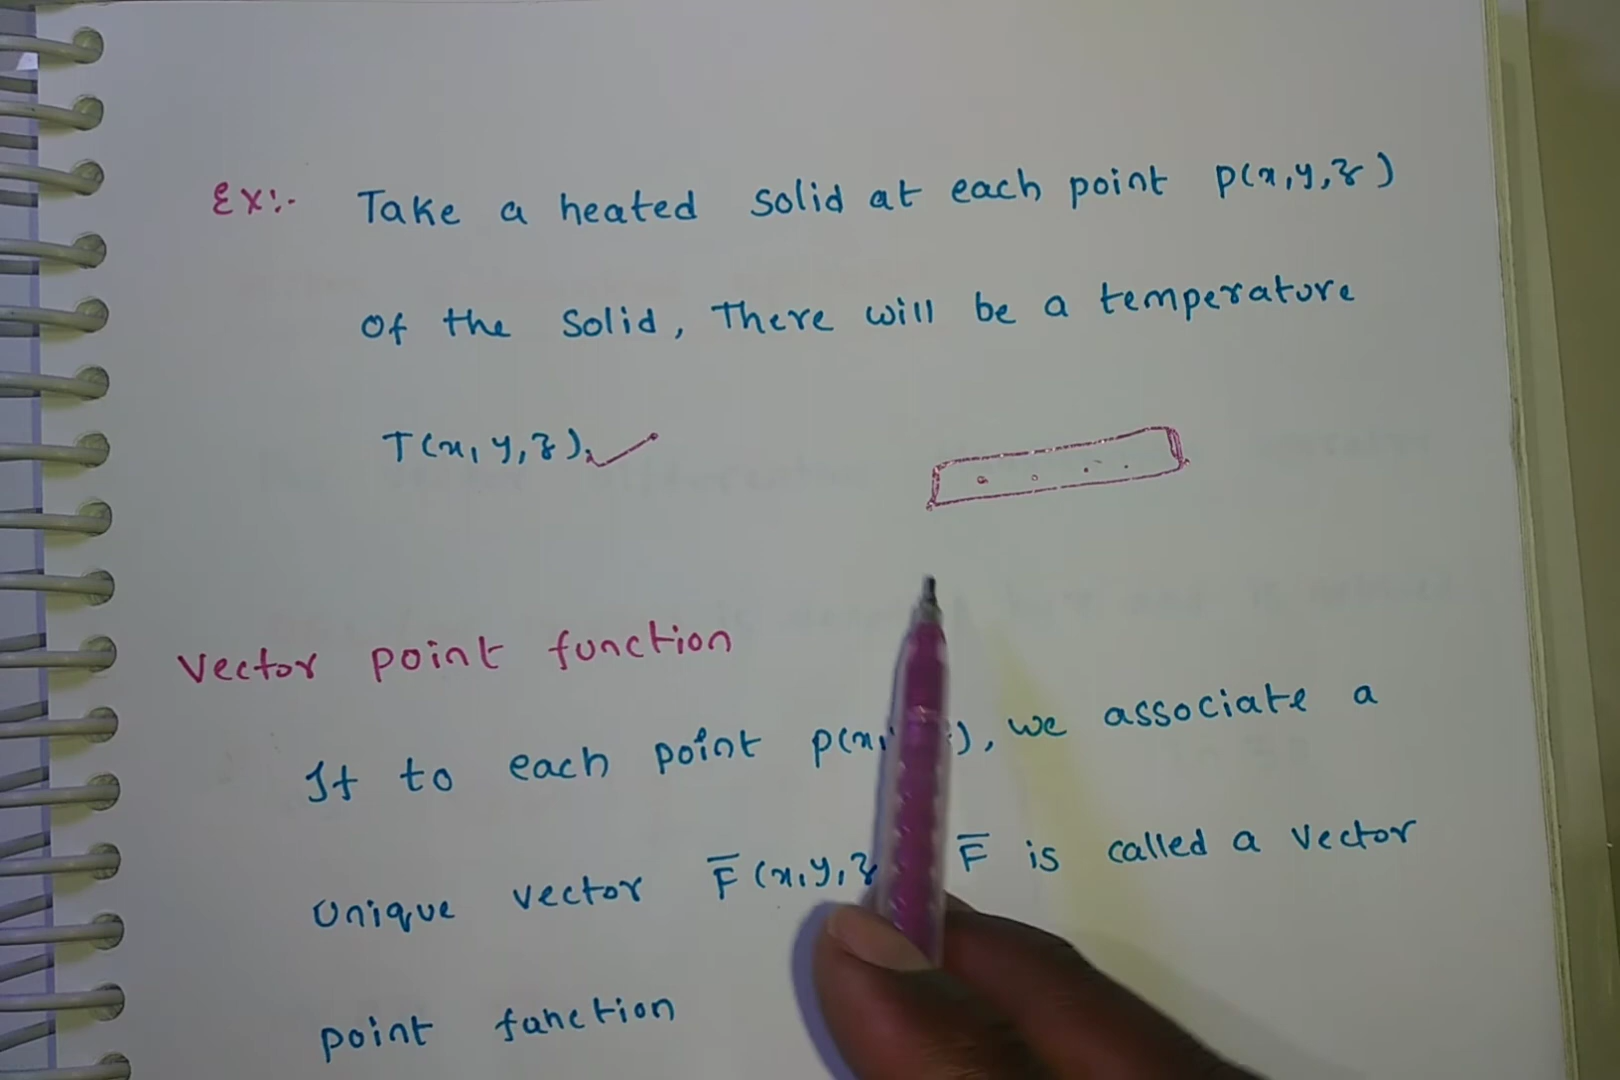 Ex:- Take a heated solid at each point P(x,y,z)
of the solid, There will be a temperature
T(x,y,z).
Vector point function
If to each point P(x, ), we associate a
Unique vector F̅(x,y,z F̅ is called a vector
point function